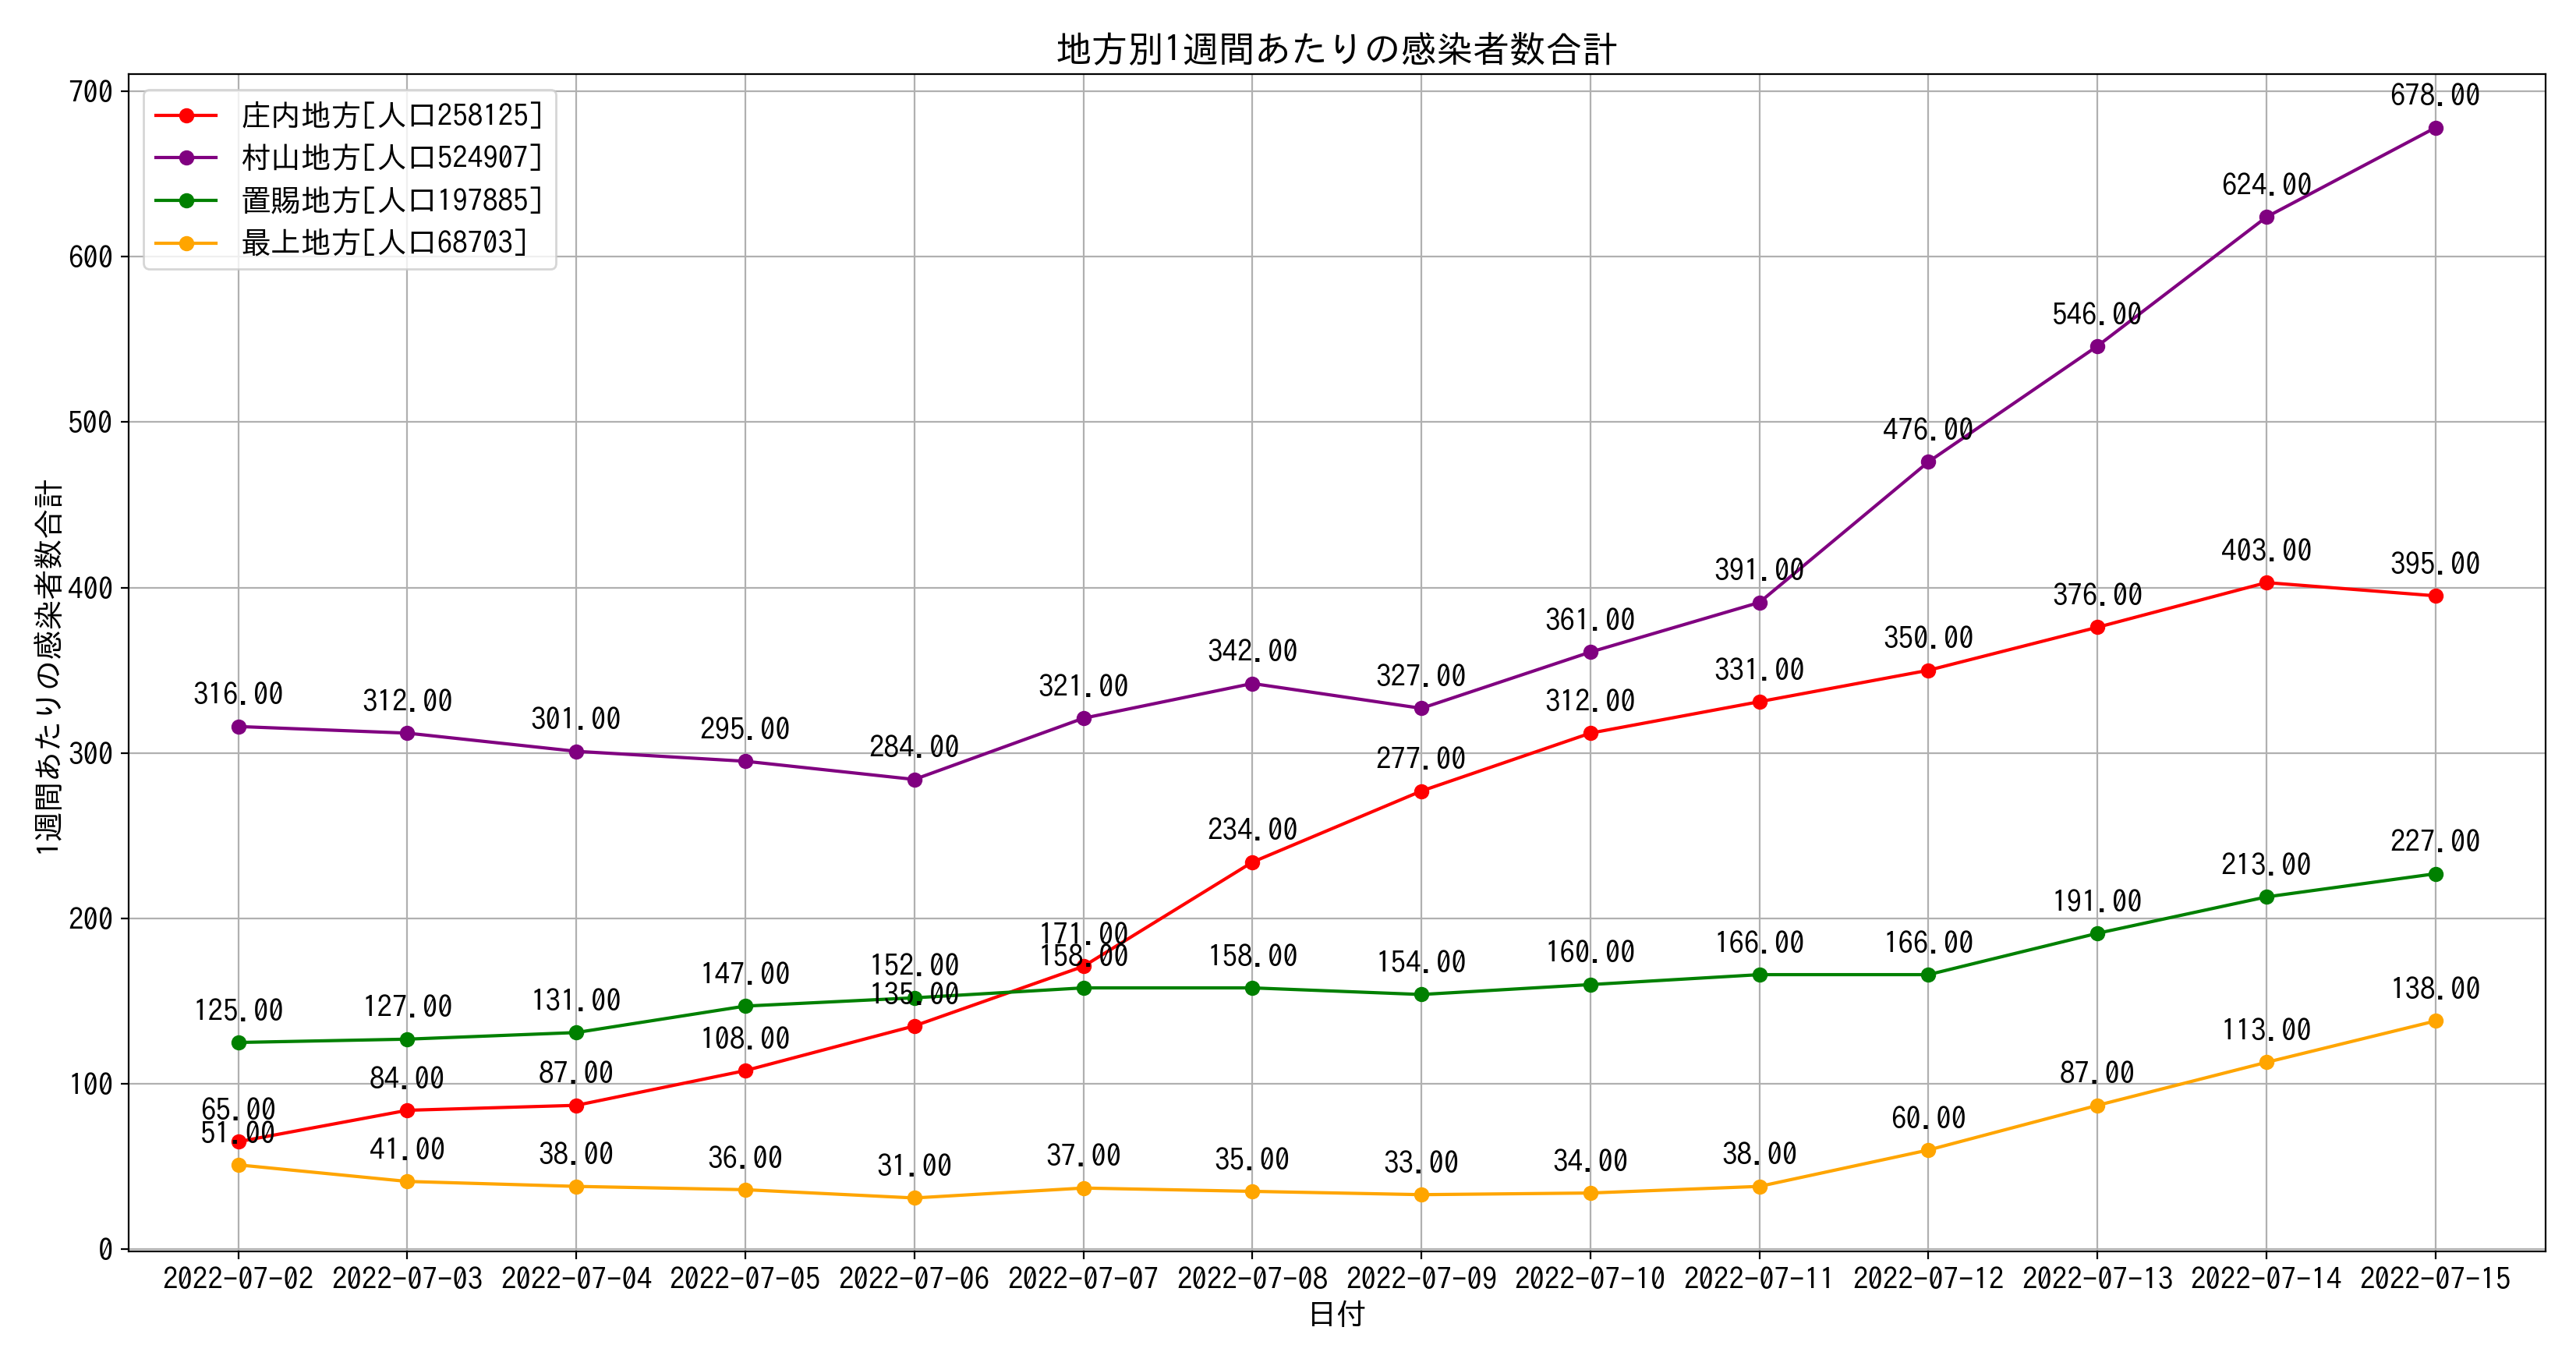 地方別1週間あたりの感染者数合計
庄内地方[人口258125]
村山地方[人口524907]
置賜地方[人口197885]
最上地方[人口68703]
1週間あたりの感染者数合計
700
600
500
400
300
200
100
0
316.00 312.00 301.00 295.00 284.00 321.00 342.00 327.00 361.00 391.00 476.00 546.00 624.00 678.00
65.00 84.00 87.00 108.00 135.00 171.00 234.00 277.00 312.00 331.00 350.00 376.00 403.00 395.00
125.00 127.00 131.00 147.00 152.00 158.00 158.00 154.00 160.00 166.00 166.00 191.00 213.00 227.00
51.00 41.00 38.00 36.00 31.00 37.00 35.00 33.00 34.00 38.00 60.00 87.00 113.00 138.00
2022-07-02 2022-07-03 2022-07-04 2022-07-05 2022-07-06 2022-07-07 2022-07-08 2022-07-09 2022-07-10 2022-07-11 2022-07-12 2022-07-13 2022-07-14 2022-07-15
日付